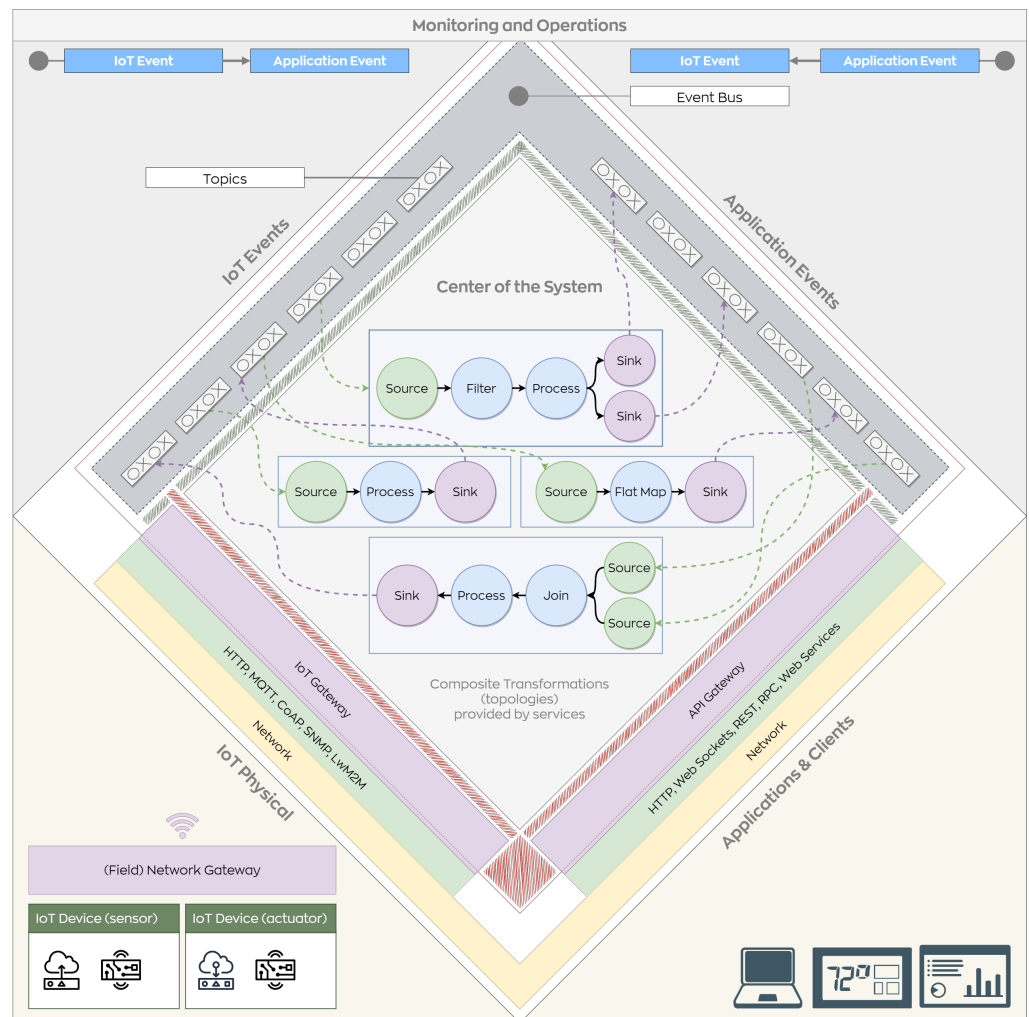 Monitoring and Operations
IoT Event
Application Event
IoT Event
Application Event
Event Bus
Topics
IoT Events
Application Events
Center of the System
Source
Filter
Process
Sink
Sink
Source
Process
Sink
Source
Flat Map
Sink
Sink
Process
Join
Source
Source
Composite Transformations
(topologies)
provided by services
IoT Gateway
HTTP, MQTT, CoAP, SNMP, LwM2M
Network
IoT Physical
API Gateway
HTTP, Web Sockets, REST, RPC, Web Services
Network
Applications & Clients
(Field) Network Gateway
IoT Device (sensor)
IoT Device (actuator)
72°